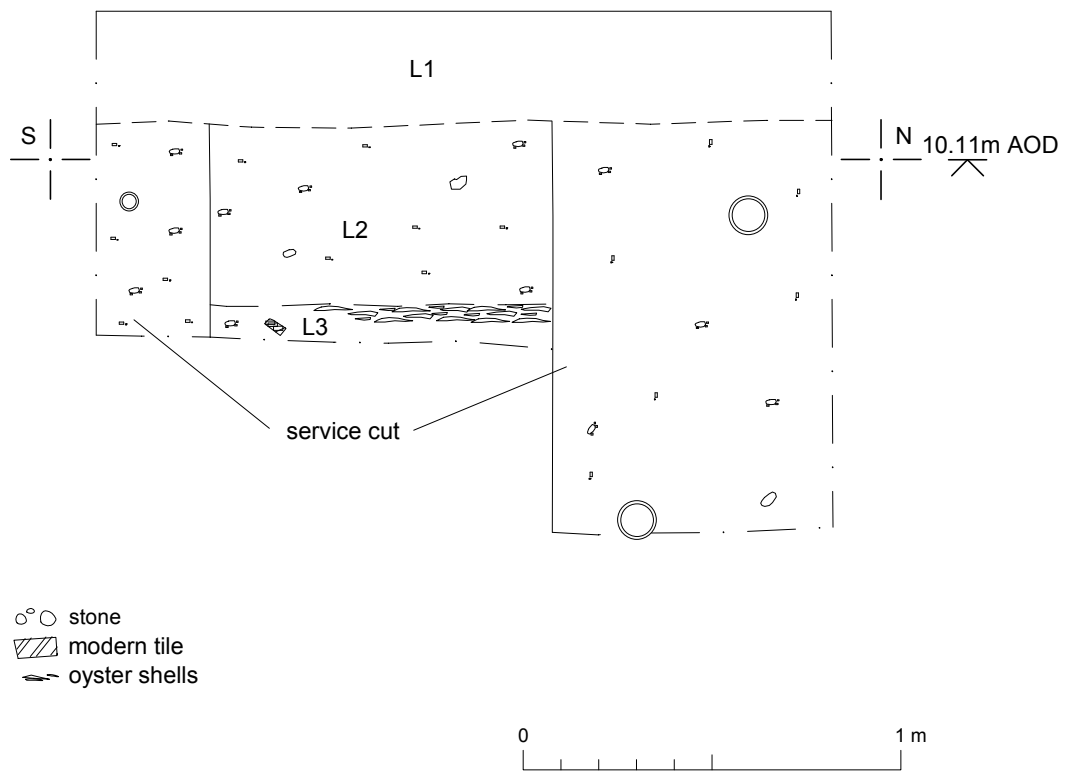 L1
S
N 10.11m AOD
L2
L3
service cut
stone
modern tile
oyster shells
0 1 m